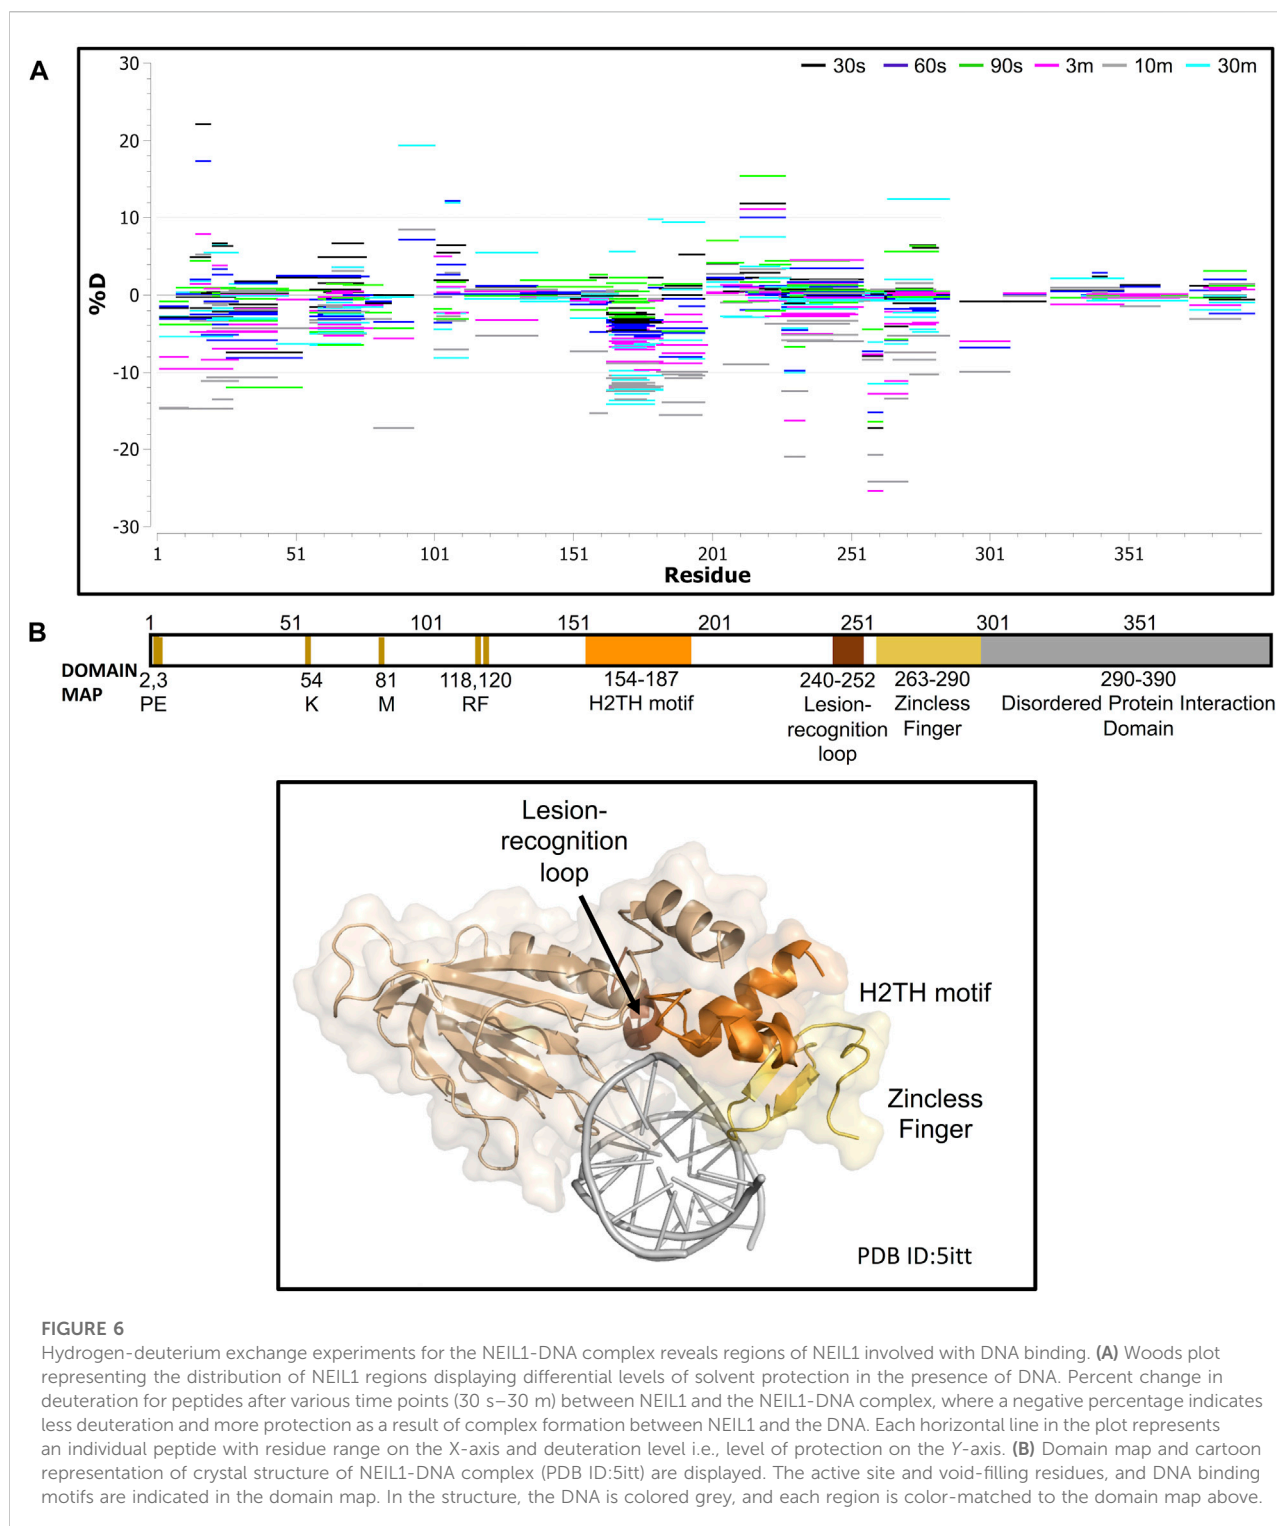 A
30
20
10
0
-10
-20
-30
%D
30s 60s 90s 3m 10m 30m
1 51 101 151 201 251 301 351
Residue
B
1 51 101 151 201 251 301 351
DOMAIN
MAP
2,3 54 81 118,120 154-187 240-252 263-290 290-390
PE K M RF H2TH motif Lesion- Zincless Disordered Protein Interaction
recognition Finger Domain
loop
Lesion-
recognition
loop
H2TH motif
Zincless
Finger
PDB ID:5itt
FIGURE 6
Hydrogen-deuterium exchange experiments for the NEIL1-DNA complex reveals regions of NEIL1 involved with DNA binding. (A) Woods plot
representing the distribution of NEIL1 regions displaying differential levels of solvent protection in the presence of DNA. Percent change in
deuteration for peptides after various time points (30 s–30 m) between NEIL1 and the NEIL1-DNA complex, where a negative percentage indicates
less deuteration and more protection as a result of complex formation between NEIL1 and the DNA. Each horizontal line in the plot represents
an individual peptide with residue range on the X-axis and deuteration level i.e., level of protection on the Y-axis. (B) Domain map and cartoon
representation of crystal structure of NEIL1-DNA complex (PDB ID:5itt) are displayed. The active site and void-filling residues, and DNA binding
motifs are indicated in the domain map. In the structure, the DNA is colored grey, and each region is color-matched to the domain map above.